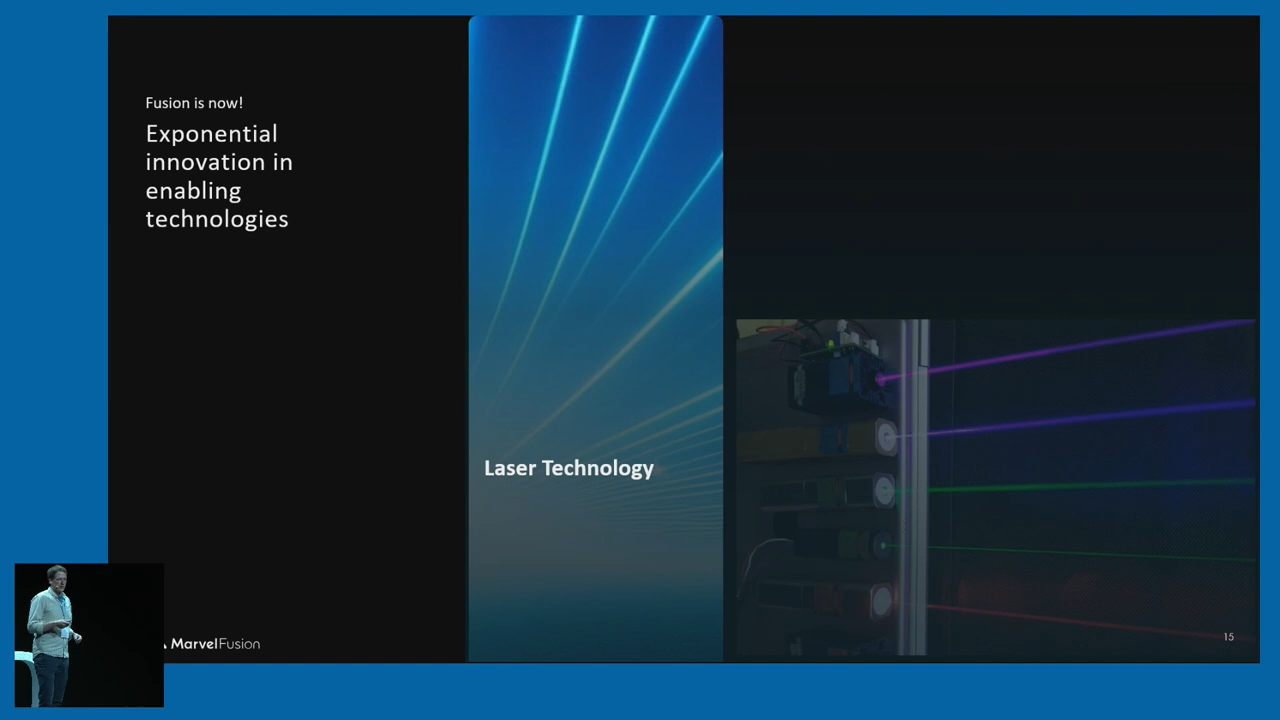 Fusion is now!
Exponential
innovation in
enabling
technologies
Laser Technology
MarvelFusion
15